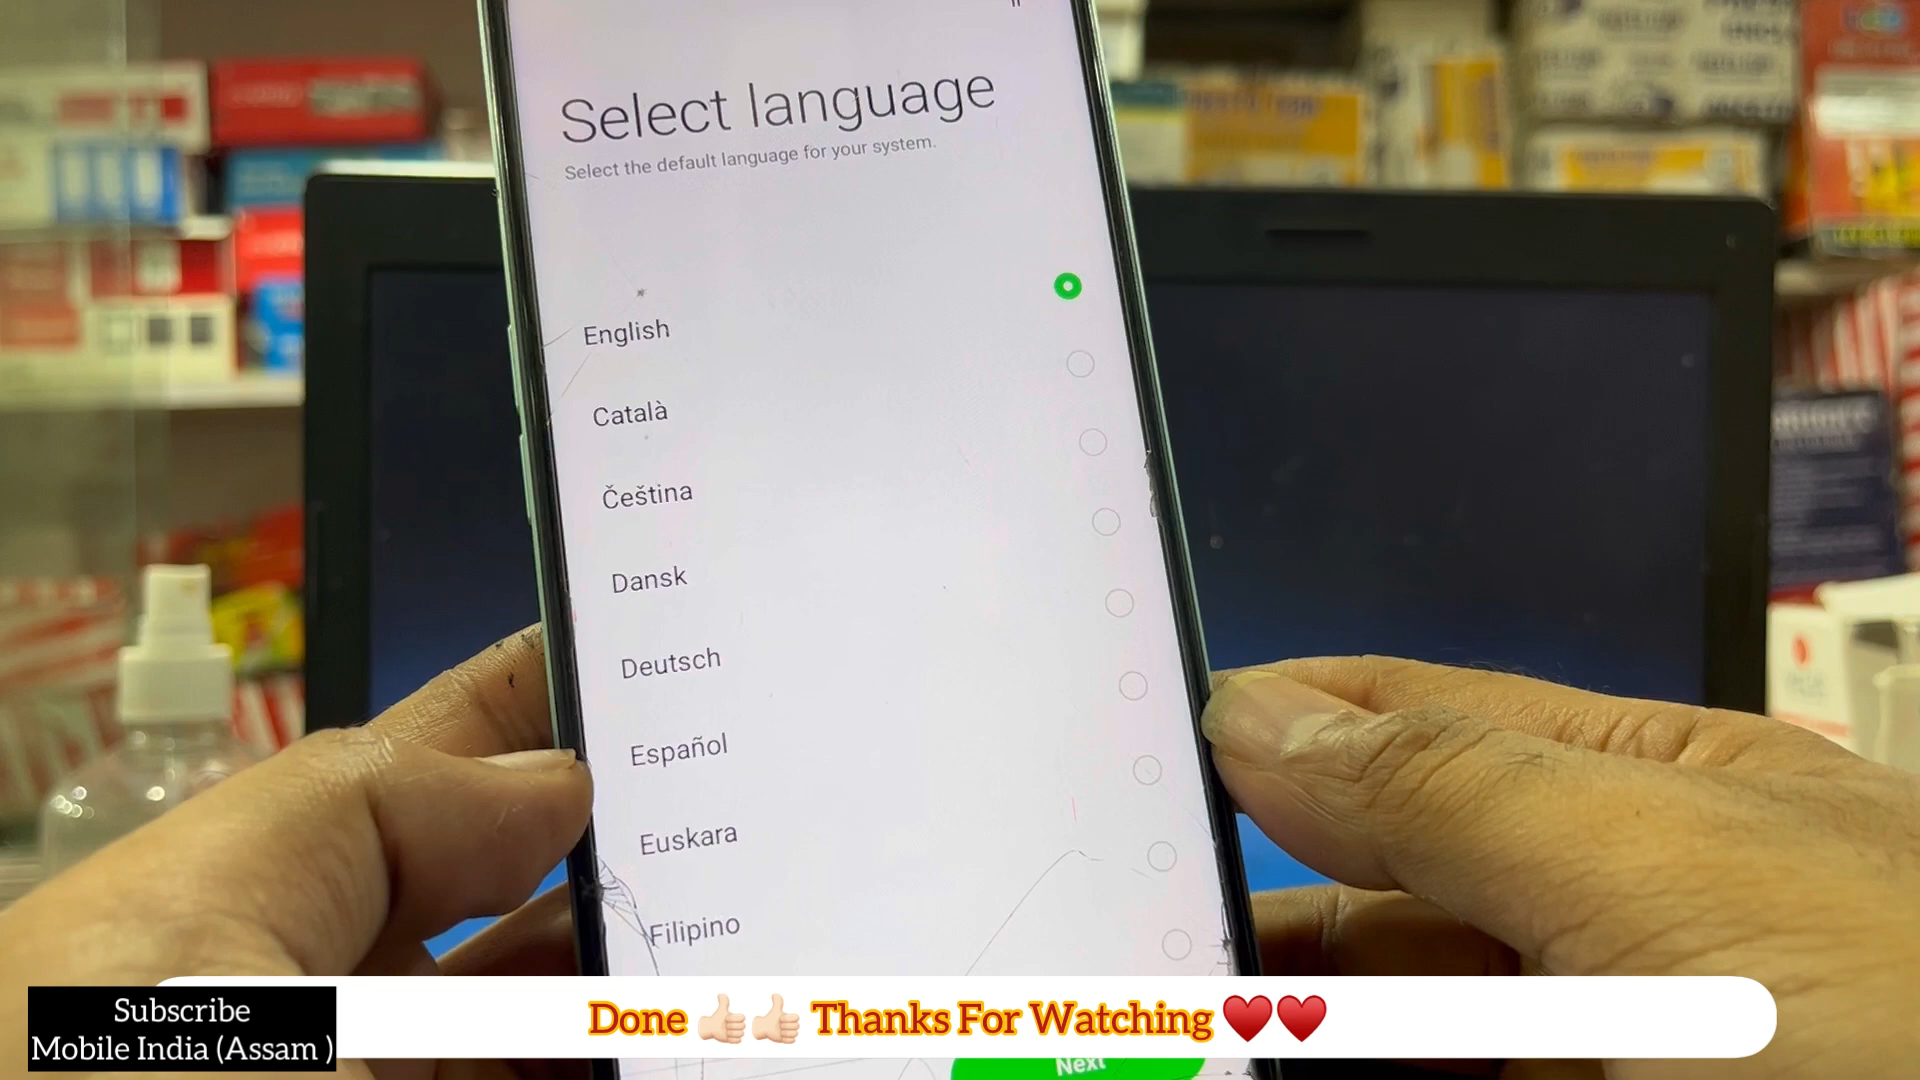 Select language
Select the default language for your system.
English
Català
Čeština
Dansk
Deutsch
Español
Euskara
Filipino
Subscribe
Mobile India (Assam )
Done 👍🏻👍🏻 Thanks For Watching ♥️♥️
Next